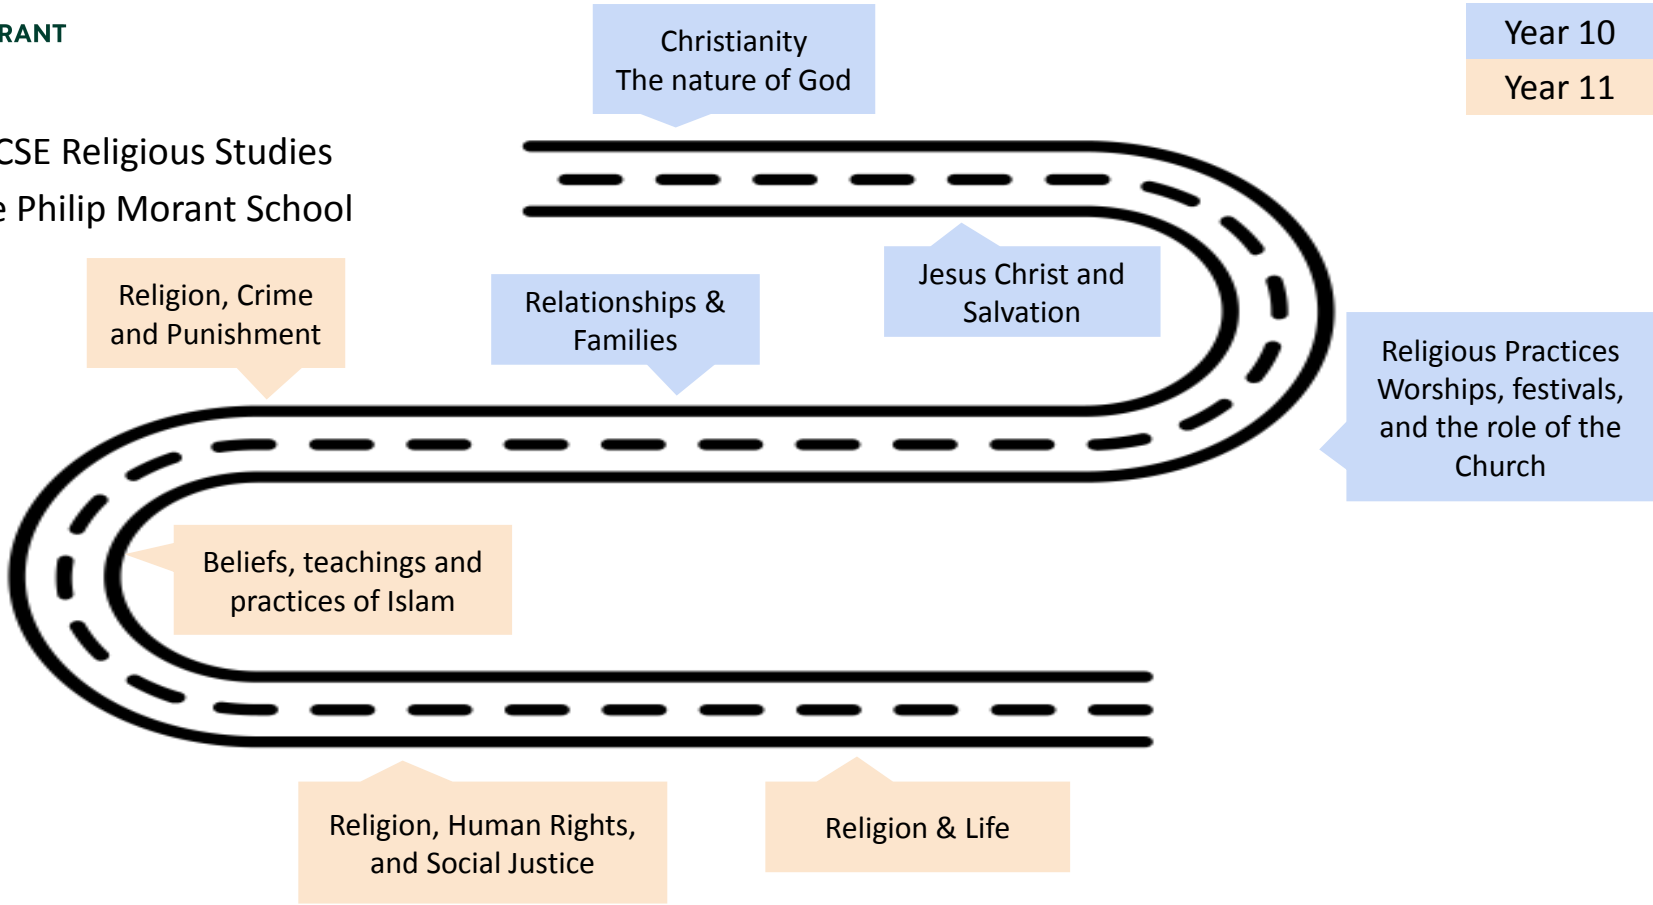 RANT
CSE Religious Studies
e Philip Morant School
Year 10
Year 11
Christianity
The nature of God
Jesus Christ and
Salvation
Religious Practices
Worships, festivals,
and the role of the
Church
Relationships &
Families
Religion, Crime
and Punishment
Beliefs, teachings and
practices of Islam
Religion, Human Rights,
and Social Justice
Religion & Life